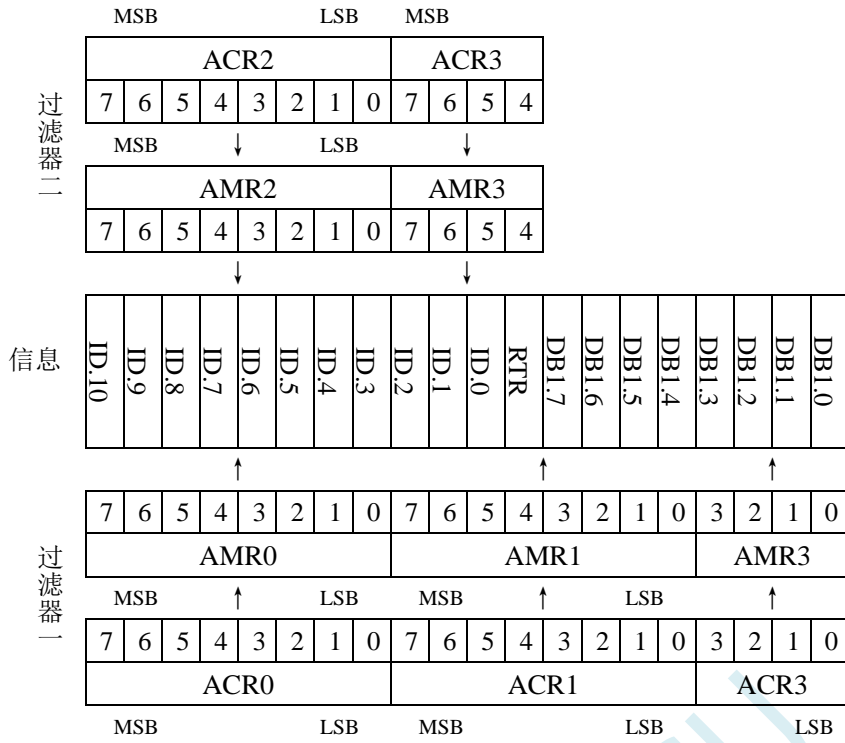 MSB LSB MSB
ACR2 ACR3
7 6 5 4 3 2 1 0 7 6 5 4
过滤器二
MSB LSB
AMR2 AMR3
7 6 5 4 3 2 1 0 7 6 5 4
信息
ID.10 ID.9 ID.8 ID.7 ID.6 ID.5 ID.4 ID.3 ID.2 ID.1 ID.0 RTR DB1.7 DB1.6 DB1.5 DB1.4 DB1.3 DB1.2 DB1.1 DB1.0
7 6 5 4 3 2 1 0 7 6 5 4 3 2 1 0 3 2 1 0
AMR0 AMR1 AMR3
过滤器一
MSB LSB MSB LSB
7 6 5 4 3 2 1 0 7 6 5 4 3 2 1 0 3 2 1 0
ACR0 ACR1 ACR3
MSB LSB MSB LSB LSB